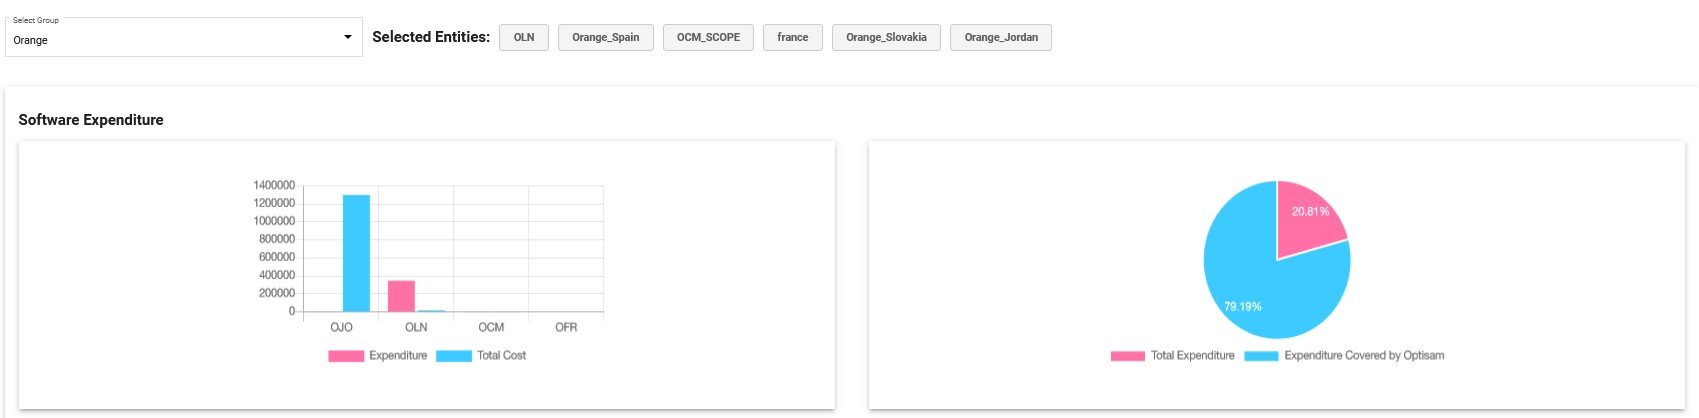 Select Group
Orange
Selected Entities: OLN Orange_Spain OCM_SCOPE france Orange_Slovakia Orange_Jordan
Software Expenditure
1400000
1200000
1000000
800000
600000
400000
200000
0
OJO OLN OCM OFR
Expenditure Total Cost
20.81%
79.19%
Total Expenditure Expenditure Covered by Optisam